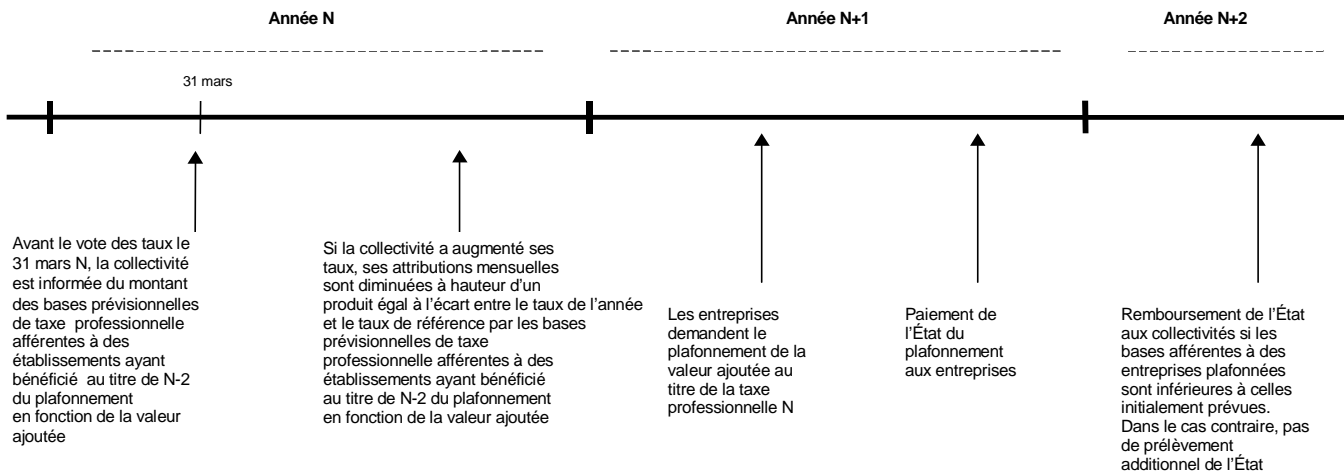 Année N
Année N+1
Année N+2
31 mars
Avant le vote des taux le
31 mars N, la collectivité
est informée du montant
des bases prévisionnelles
de taxe professionnelle
afférentes à des
établissements ayant
bénéficié au titre de N-2
du plafonnement
en fonction de la valeur
ajoutée
Si la collectivité a augmenté ses
taux, ses attributions mensuelles
sont diminuées à hauteur d'un
produit égal à l'écart entre le taux de l'année
et le taux de référence par les bases
prévisionnelles de taxe
professionnelle afférentes à des
établissements ayant bénéficié
au titre de N-2 du plafonnement
en fonction de la valeur ajoutée
Les entreprises
demandent le
plafonnement de la
valeur ajoutée au
titre de la taxe
professionnelle N
Paiement de
l'État du
plafonnement
aux entreprises
Remboursement de l'État
aux collectivités si les
bases afférentes à des
entreprises plafonnées
sont inférieures à celles
initialement prévues.
Dans le cas contraire, pas
de prélèvement
additionnel de l'État